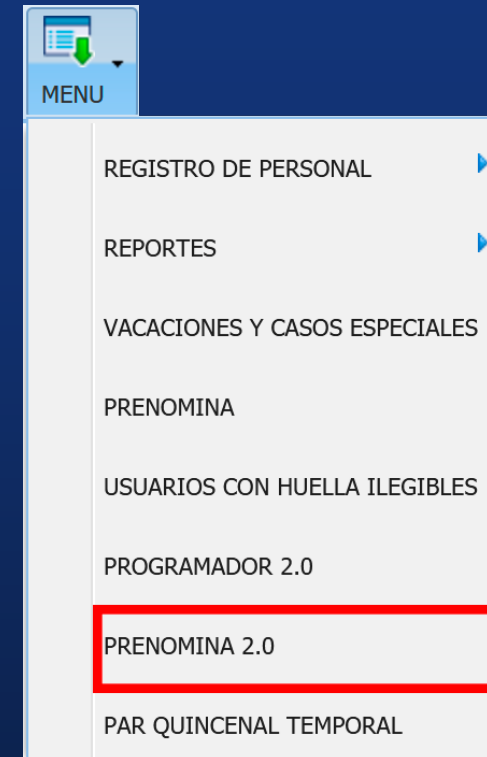 MENU
REGISTRO DE PERSONAL
REPORTES
VACACIONES Y CASOS ESPECIALES
PRENOMINA
USUARIOS CON HUELLA ILEGIBLES
PROGRAMADOR 2.0
PRENOMINA 2.0
PAR QUINCENAL TEMPORAL